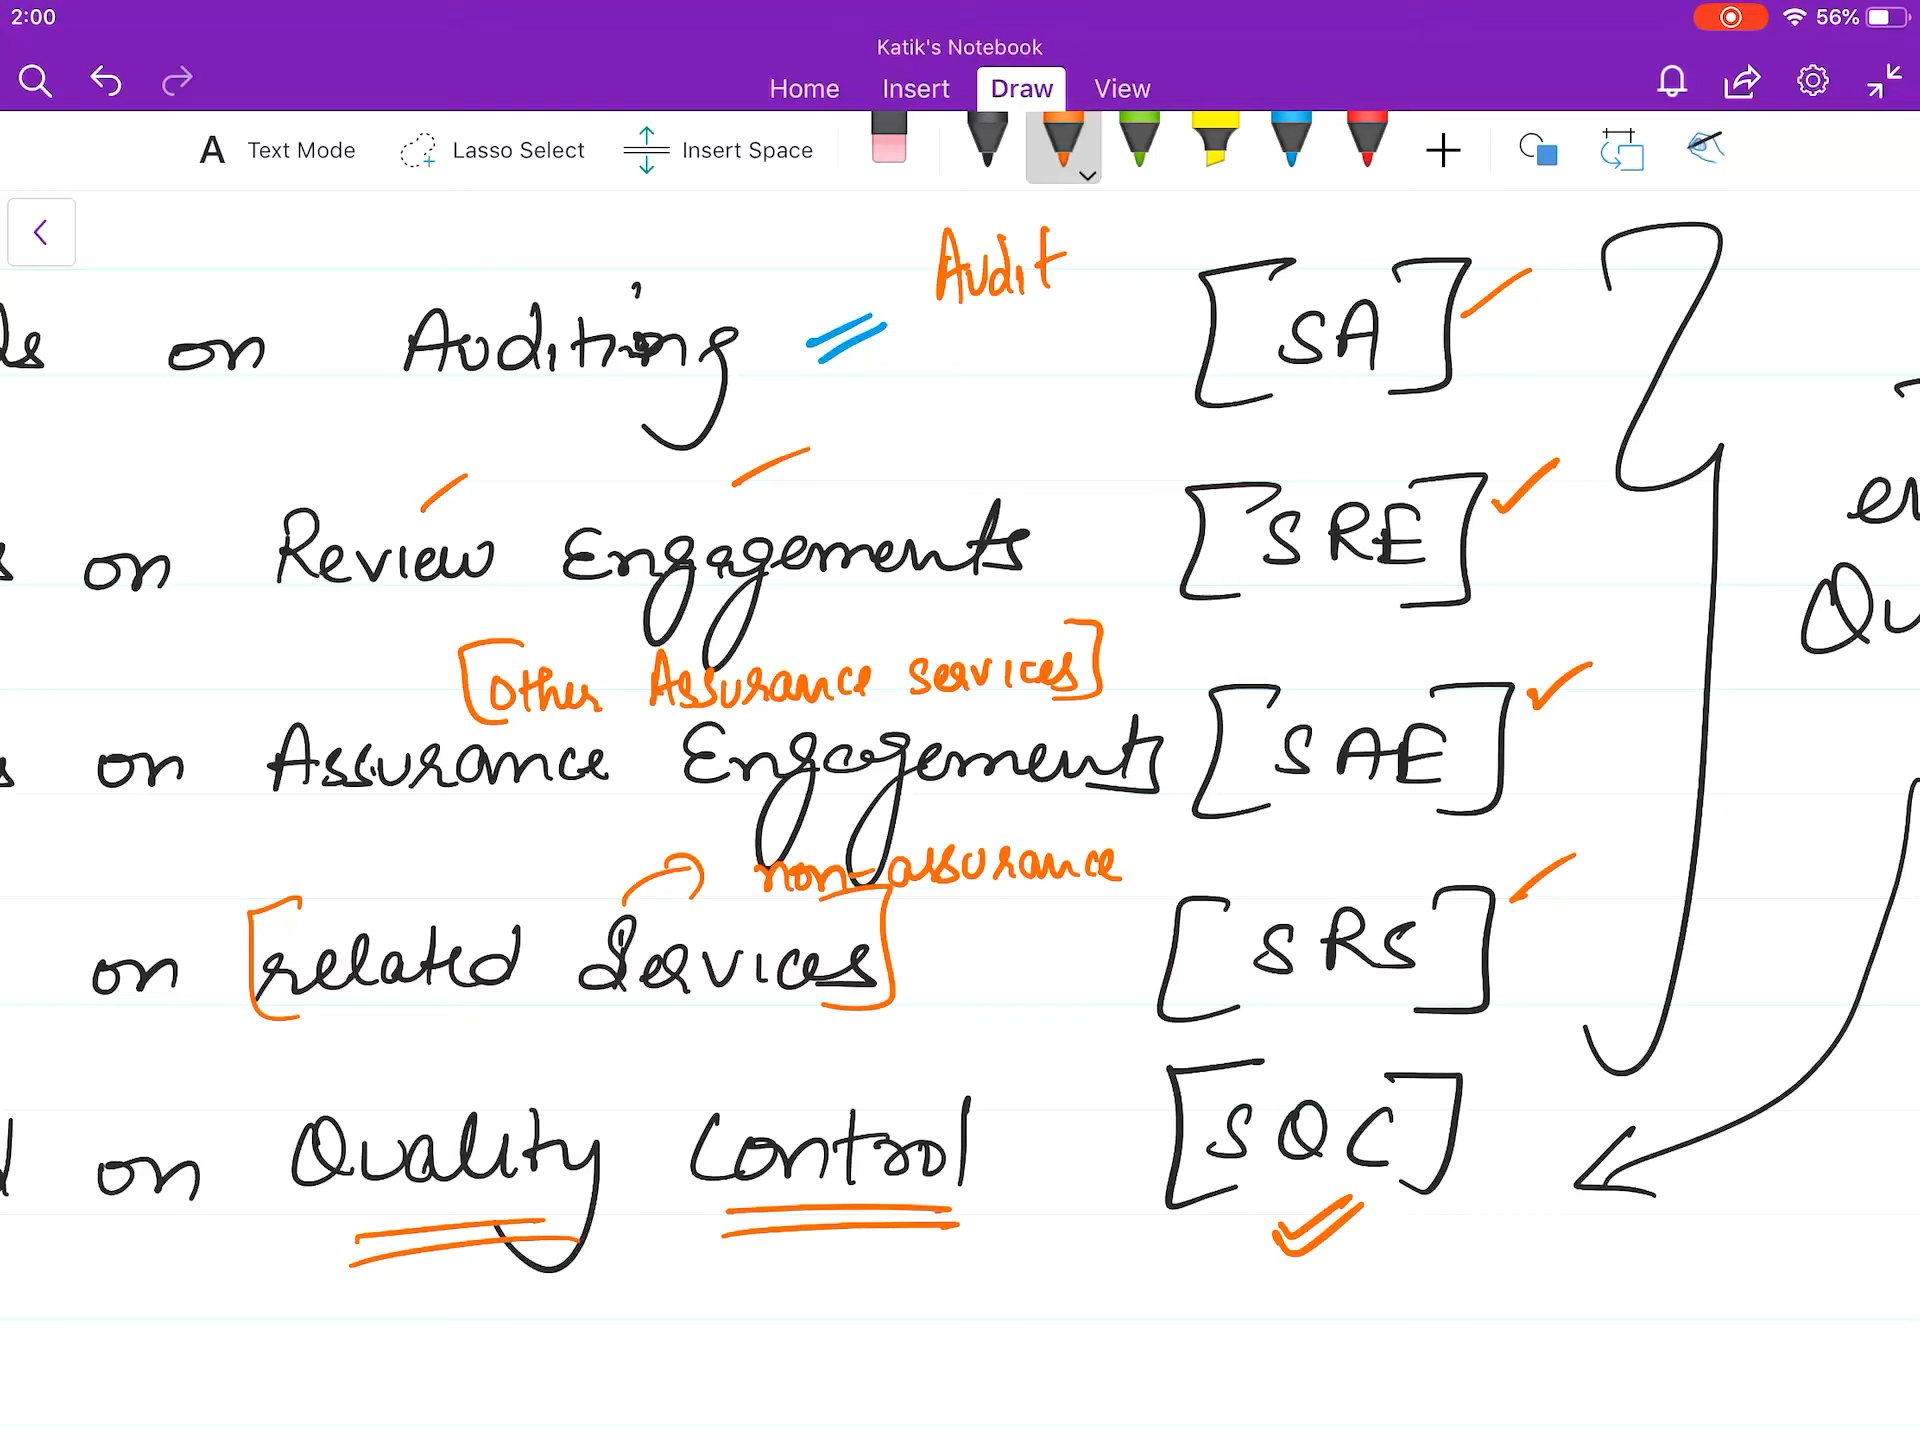 2:00
56%
Katik's Notebook
Home Insert Draw View
A Text Mode Lasso Select Insert Space
Audit
on Auditing [SA]
on Review Engagements [SRE]
[other Assurance services]
on Assurance Engagements [SAE]
non-assurance
on [related Services] [SRS]
on Quality Control [SQC]